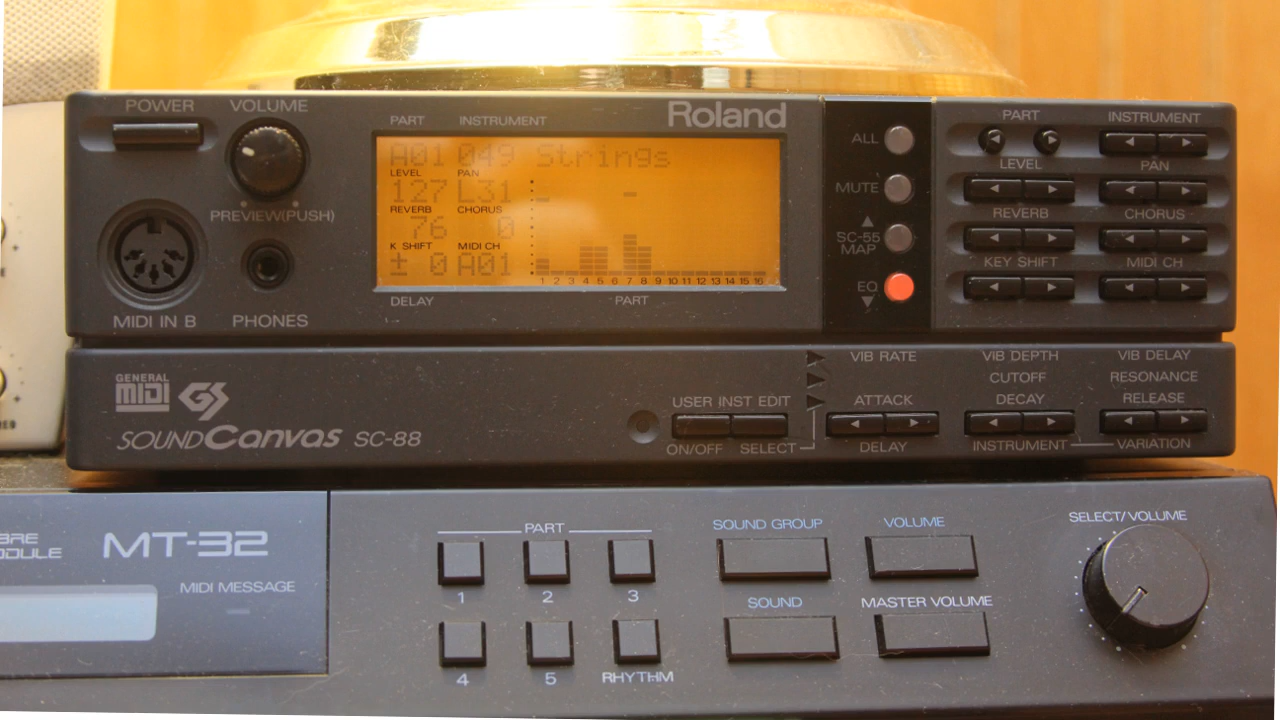 POWER VOLUME
PREVIEW(PUSH)
MIDI IN B PHONES
PART INSTRUMENT Roland
A01 049 Strings
LEVEL PAN
127 L31
REVERB CHORUS
76 0
K SHIFT MIDI CH
± 0 A01
1 2 3 4 5 6 7 8 9 10 11 12 13 14 15 16
DELAY PART
ALL
MUTE
▲
SC-55
MAP
EQ
▼
PART INSTRUMENT
LEVEL PAN
REVERB CHORUS
KEY SHIFT MIDI CH
GENERAL
MIDI GS
SOUND Canvas SC-88
USER INST EDIT
ON/OFF SELECT
VIB RATE VIB DEPTH VIB DELAY
CUTOFF RESONANCE
ATTACK DECAY RELEASE
DELAY INSTRUMENT VARIATION
BRE
ODULE MT-32
MIDI MESSAGE
PART
1 2 3
4 5 RHYTHM
SOUND GROUP VOLUME
SOUND MASTER VOLUME
SELECT/VOLUME